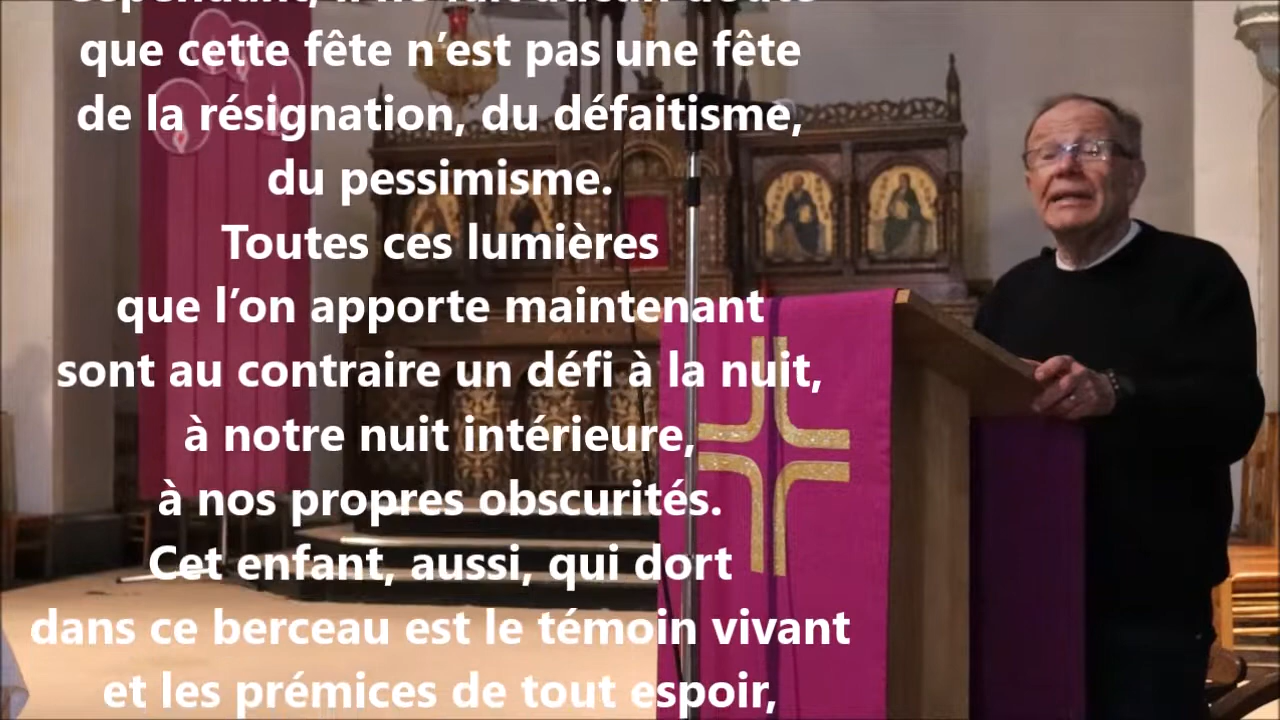 que cette fête n’est pas une fête
de la résignation, du défaitisme,
du pessimisme.
Toutes ces lumières
que l’on apporte maintenant
sont au contraire un défi à la nuit,
à notre nuit intérieure,
à nos propres obscurités.
Cet enfant, aussi, qui dort
dans ce berceau est le témoin vivant
et les prémices de tout espoir,